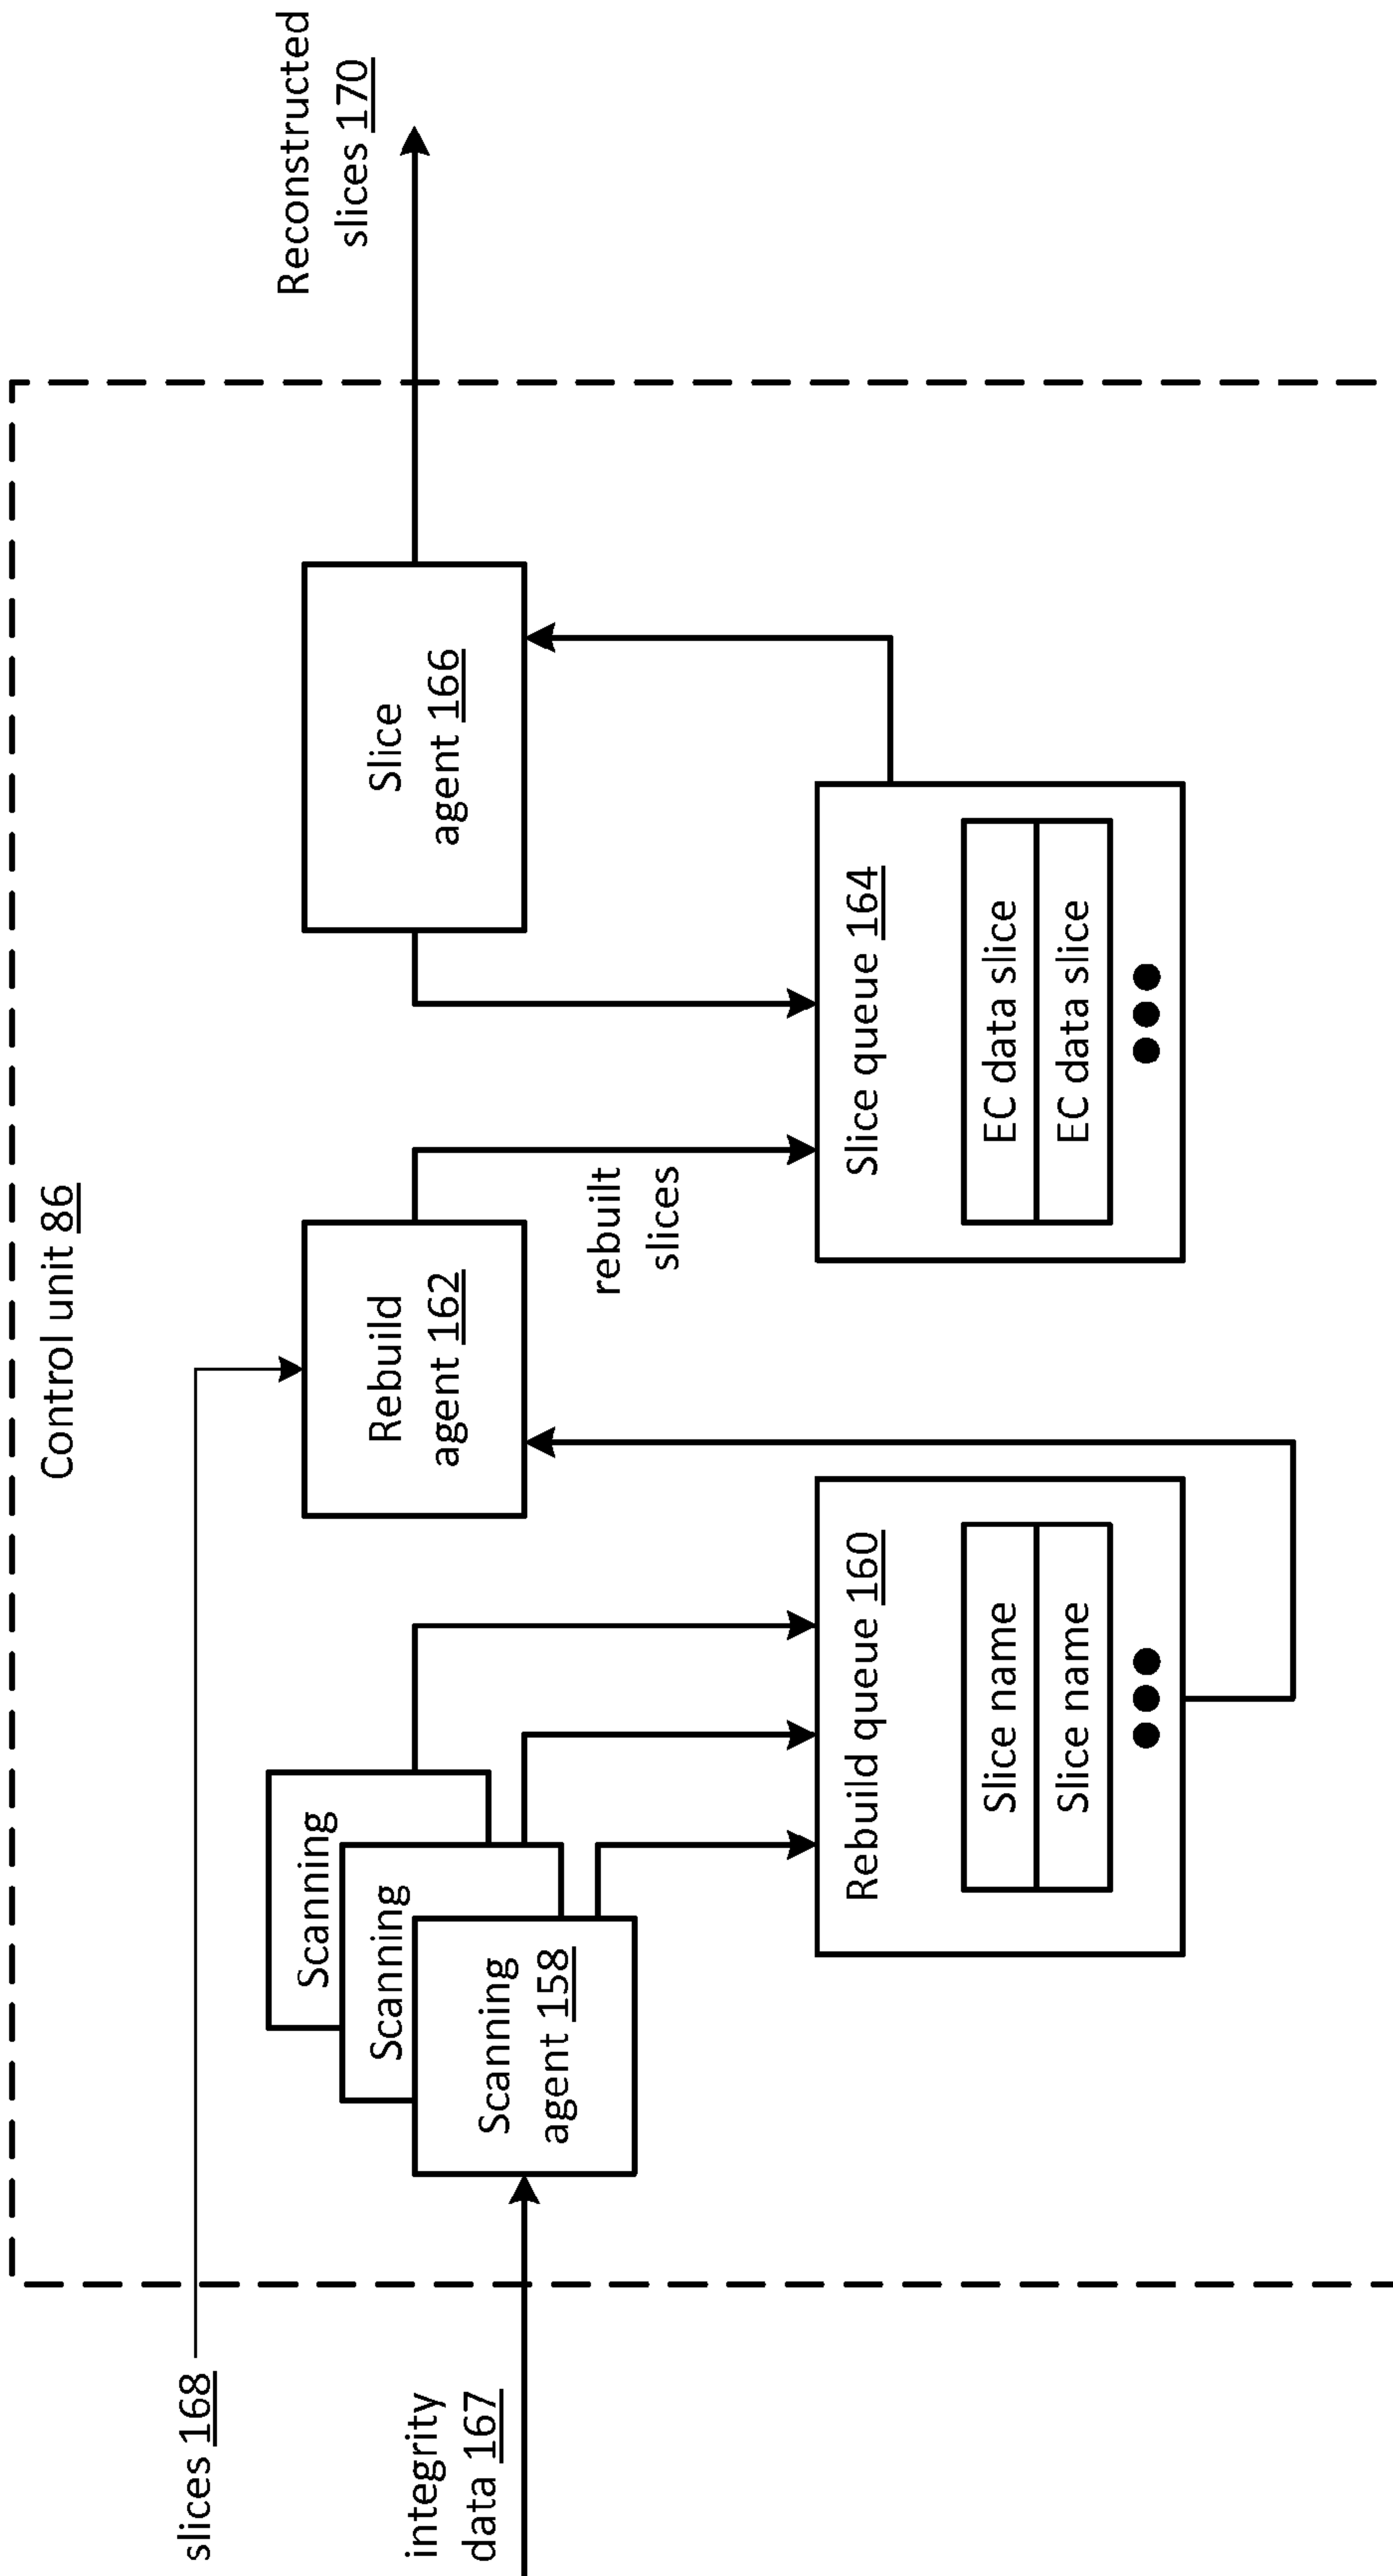 Control unit 86
slices 168
integrity
data 167
Scanning
Scanning
Scanning
agent 158
Rebuild queue 160
Slice name
Slice name
Rebuild
agent 162
rebuilt
slices
Slice queue 164
EC data slice
EC data slice
Slice
agent 166
Reconstructed
slices 170